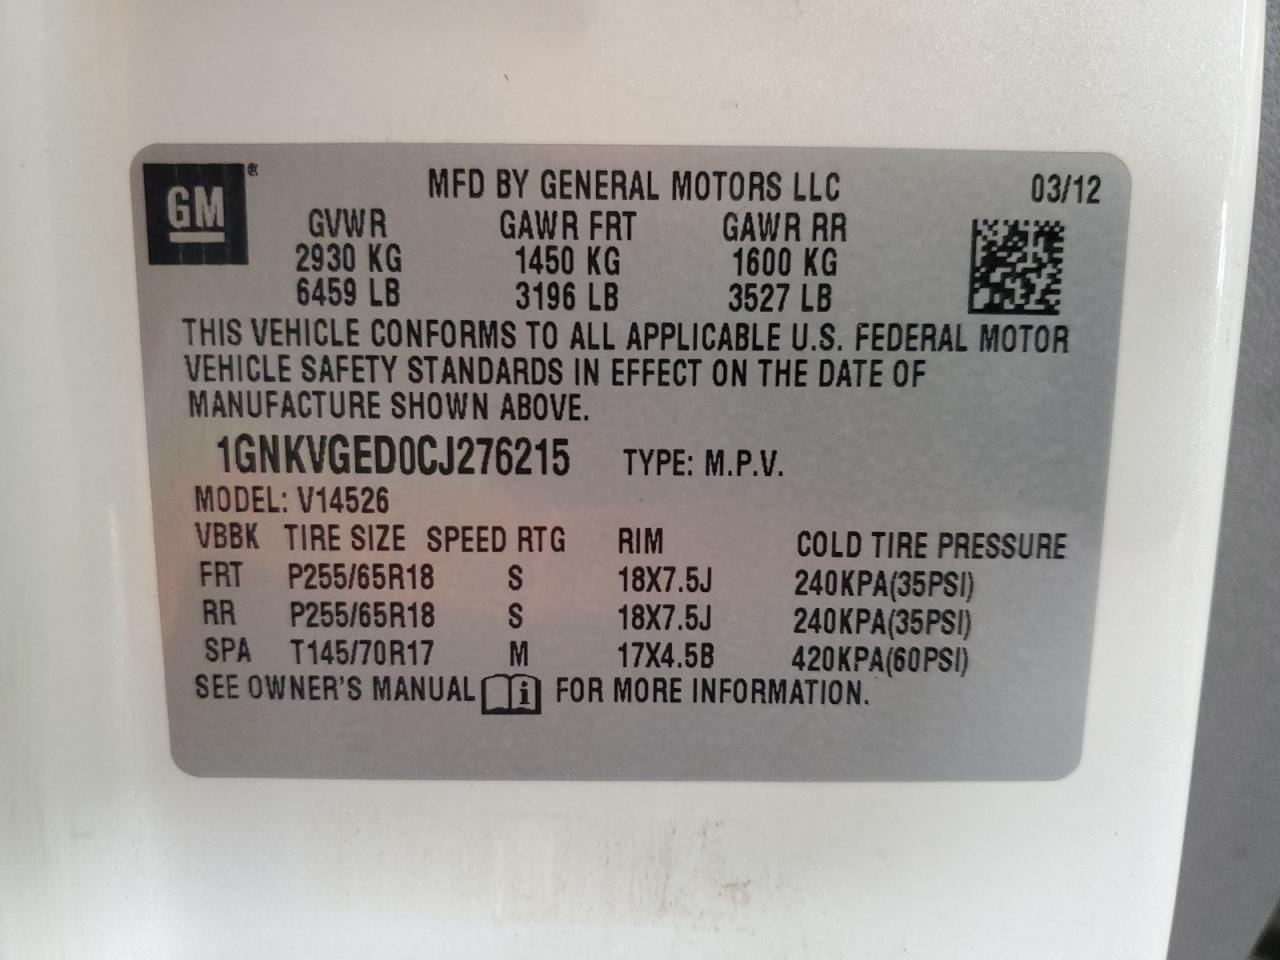 GM®
MFD BY GENERAL MOTORS LLC 03/12
GVWR GAWR FRT GAWR RR
2930 KG 1450 KG 1600 KG
6459 LB 3196 LB 3527 LB
THIS VEHICLE CONFORMS TO ALL APPLICABLE U.S. FEDERAL MOTOR
VEHICLE SAFETY STANDARDS IN EFFECT ON THE DATE OF
MANUFACTURE SHOWN ABOVE.
1GNKVGED0CJ276215 TYPE: M.P.V.
MODEL: V14526
VBBK TIRE SIZE SPEED RTG RIM COLD TIRE PRESSURE
FRT P255/65R18 S 18X7.5J 240KPA(35PSI)
RR P255/65R18 S 18X7.5J 240KPA(35PSI)
SPA T145/70R17 M 17X4.5B 420KPA(60PSI)
SEE OWNER'S MANUAL i FOR MORE INFORMATION.